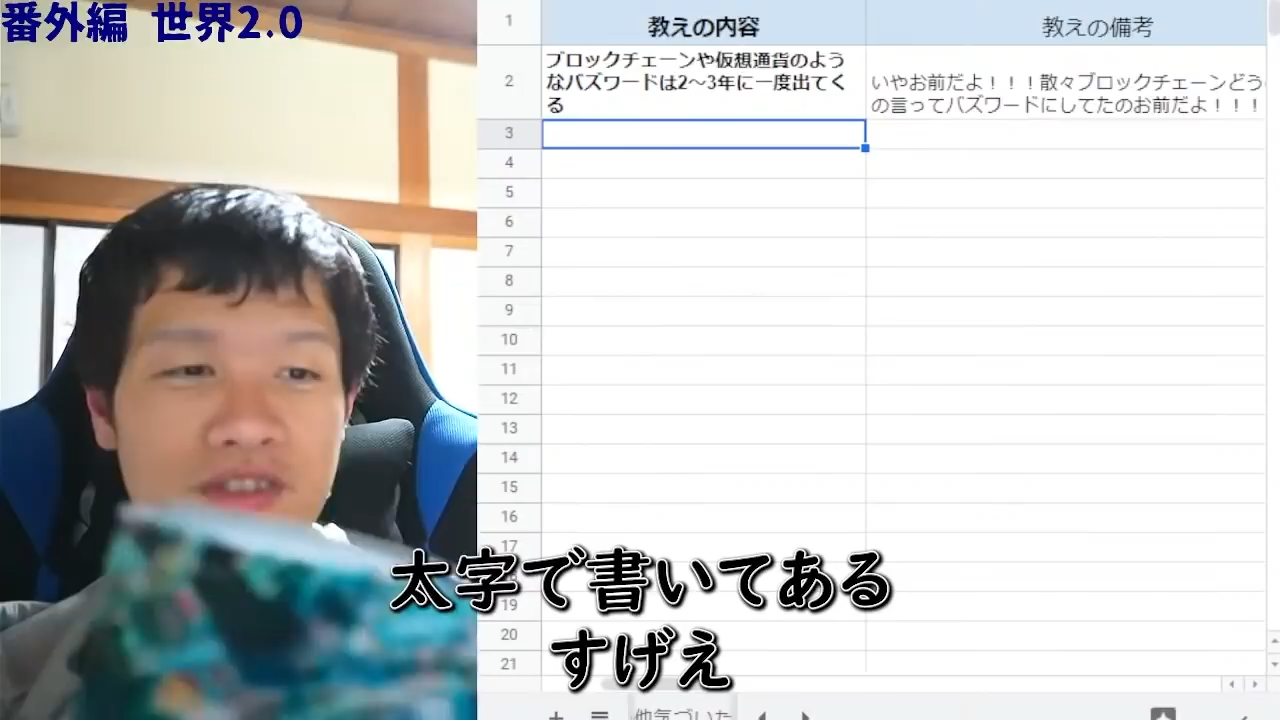 番外編 世界2.0
1
教えの内容
教えの備考
2
ブロックチェーンや仮想通貨のよう
なバズワードは2〜3年に一度出てく
る
いやお前だよ！！！散々ブロックチェーンどう
の言ってバズワードにしてたのお前だよ！！！
3
4
5
6
7
8
9
10
11
12
13
14
15
16
17
太字で書いてある
19
すげえ
20
21
他気づいた